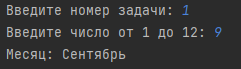 Введите номер задачи: 1
Введите число от 1 до 12: 9
Месяц: Сентябрь